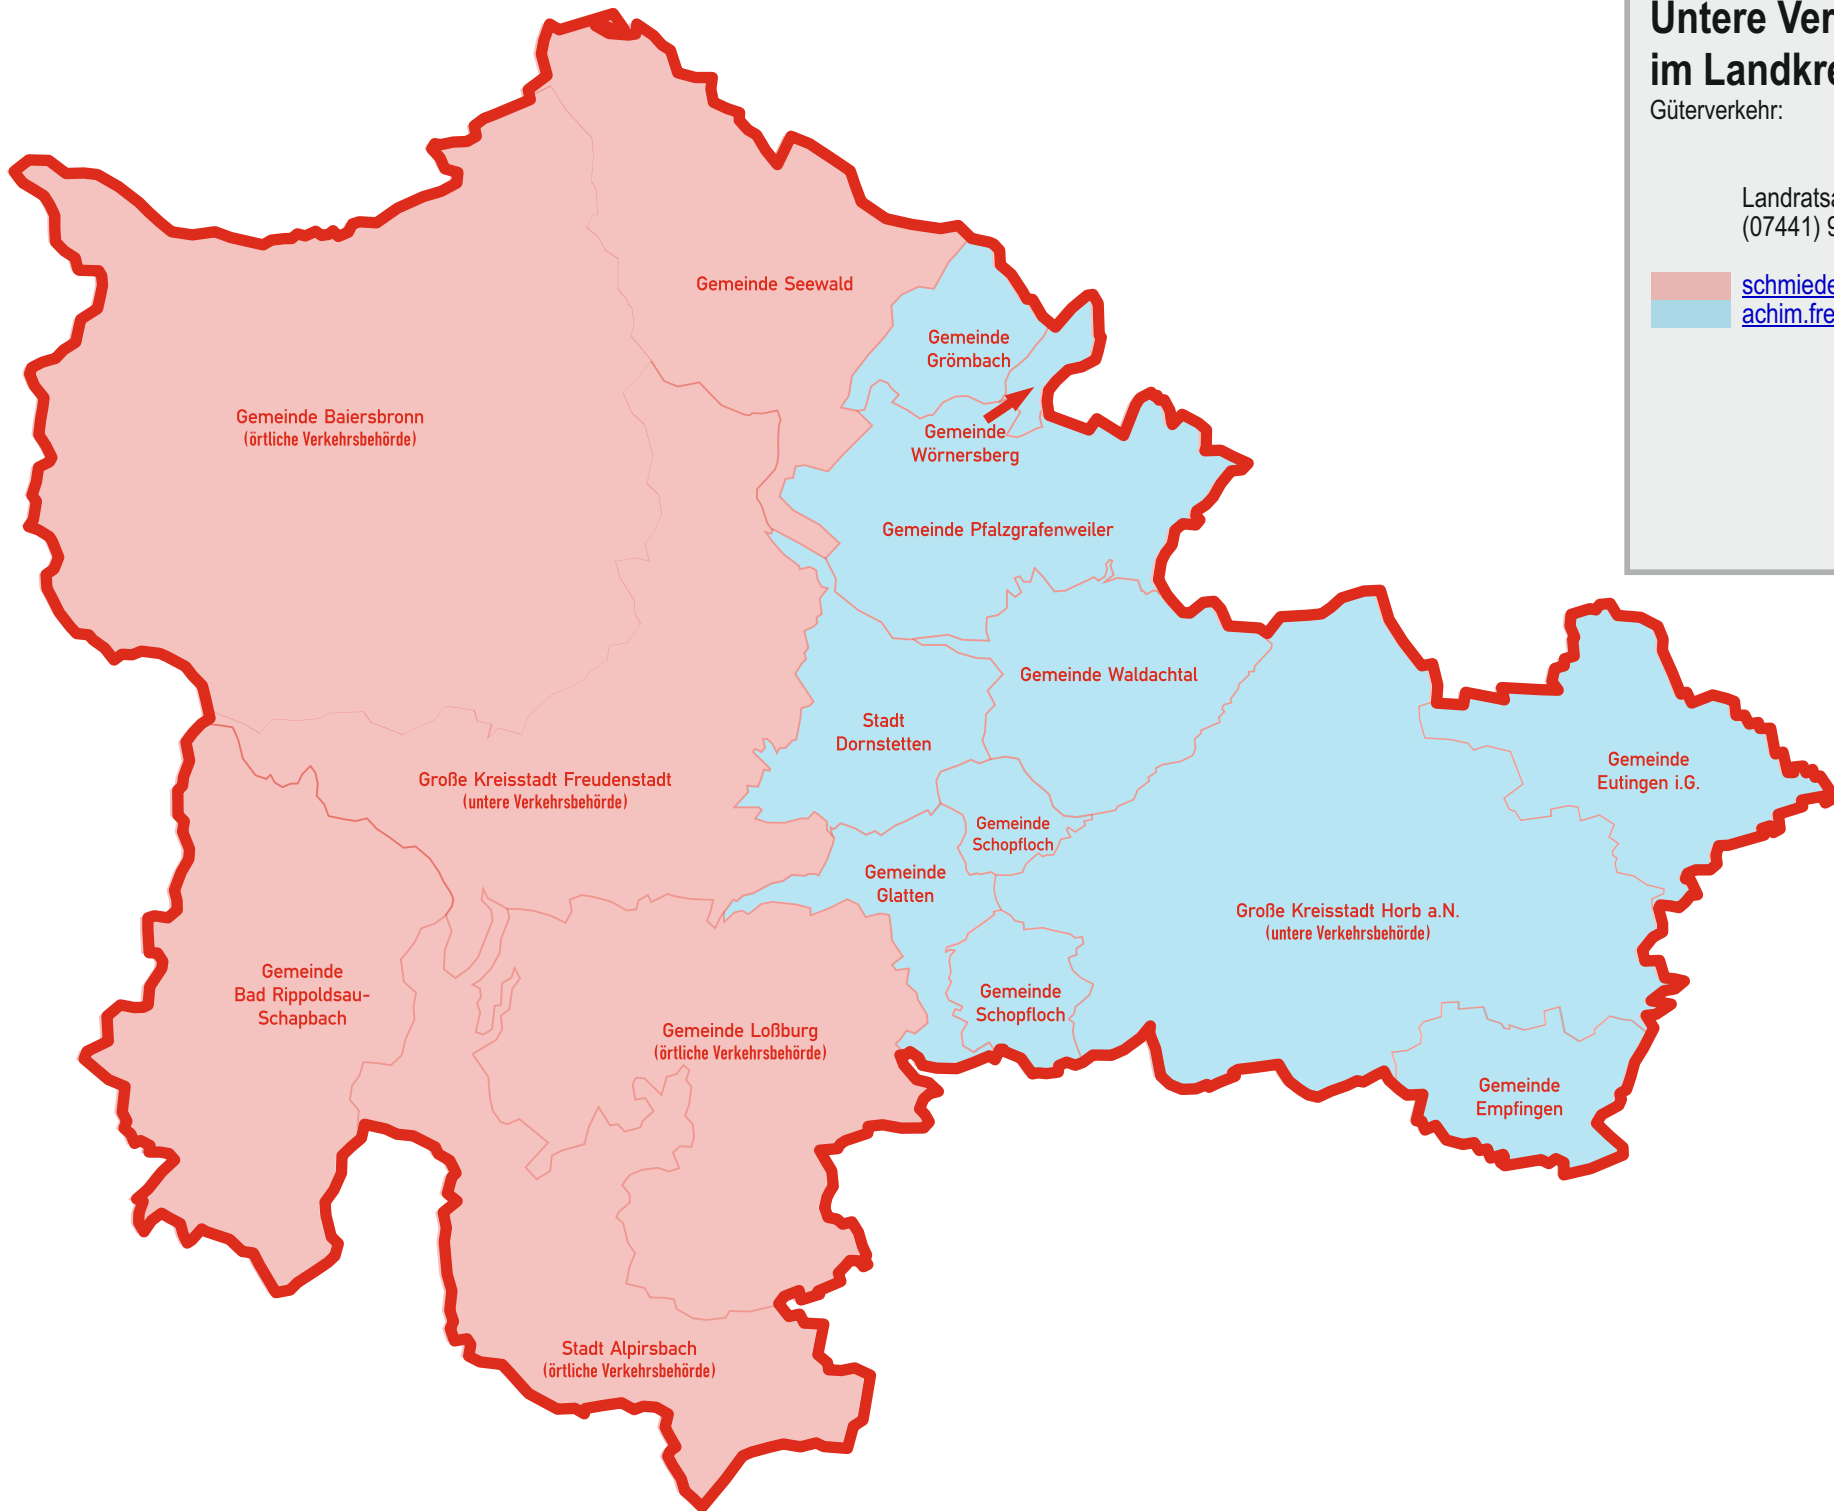 Untere Ver
im Landkre
Güterverkehr:
Landratsa
(07441) 9
schmiede
achim.fre
Gemeinde Seewald
Gemeinde
Grömbach
Gemeinde Baiersbronn
(örtliche Verkehrsbehörde)
Gemeinde
Wörnersberg
Gemeinde Pfalzgrafenweiler
Gemeinde Waldachtal
Stadt
Dornstetten
Große Kreisstadt Freudenstadt
(untere Verkehrsbehörde)
Gemeinde
Eutingen i.G.
Gemeinde
Schopfloch
Gemeinde
Glatten
Große Kreisstadt Horb a.N.
(untere Verkehrsbehörde)
Gemeinde
Bad Rippoldsau-
Schapbach
Gemeinde
Schopfloch
Gemeinde Loßburg
(örtliche Verkehrsbehörde)
Gemeinde
Empfingen
Stadt Alpirsbach
(örtliche Verkehrsbehörde)